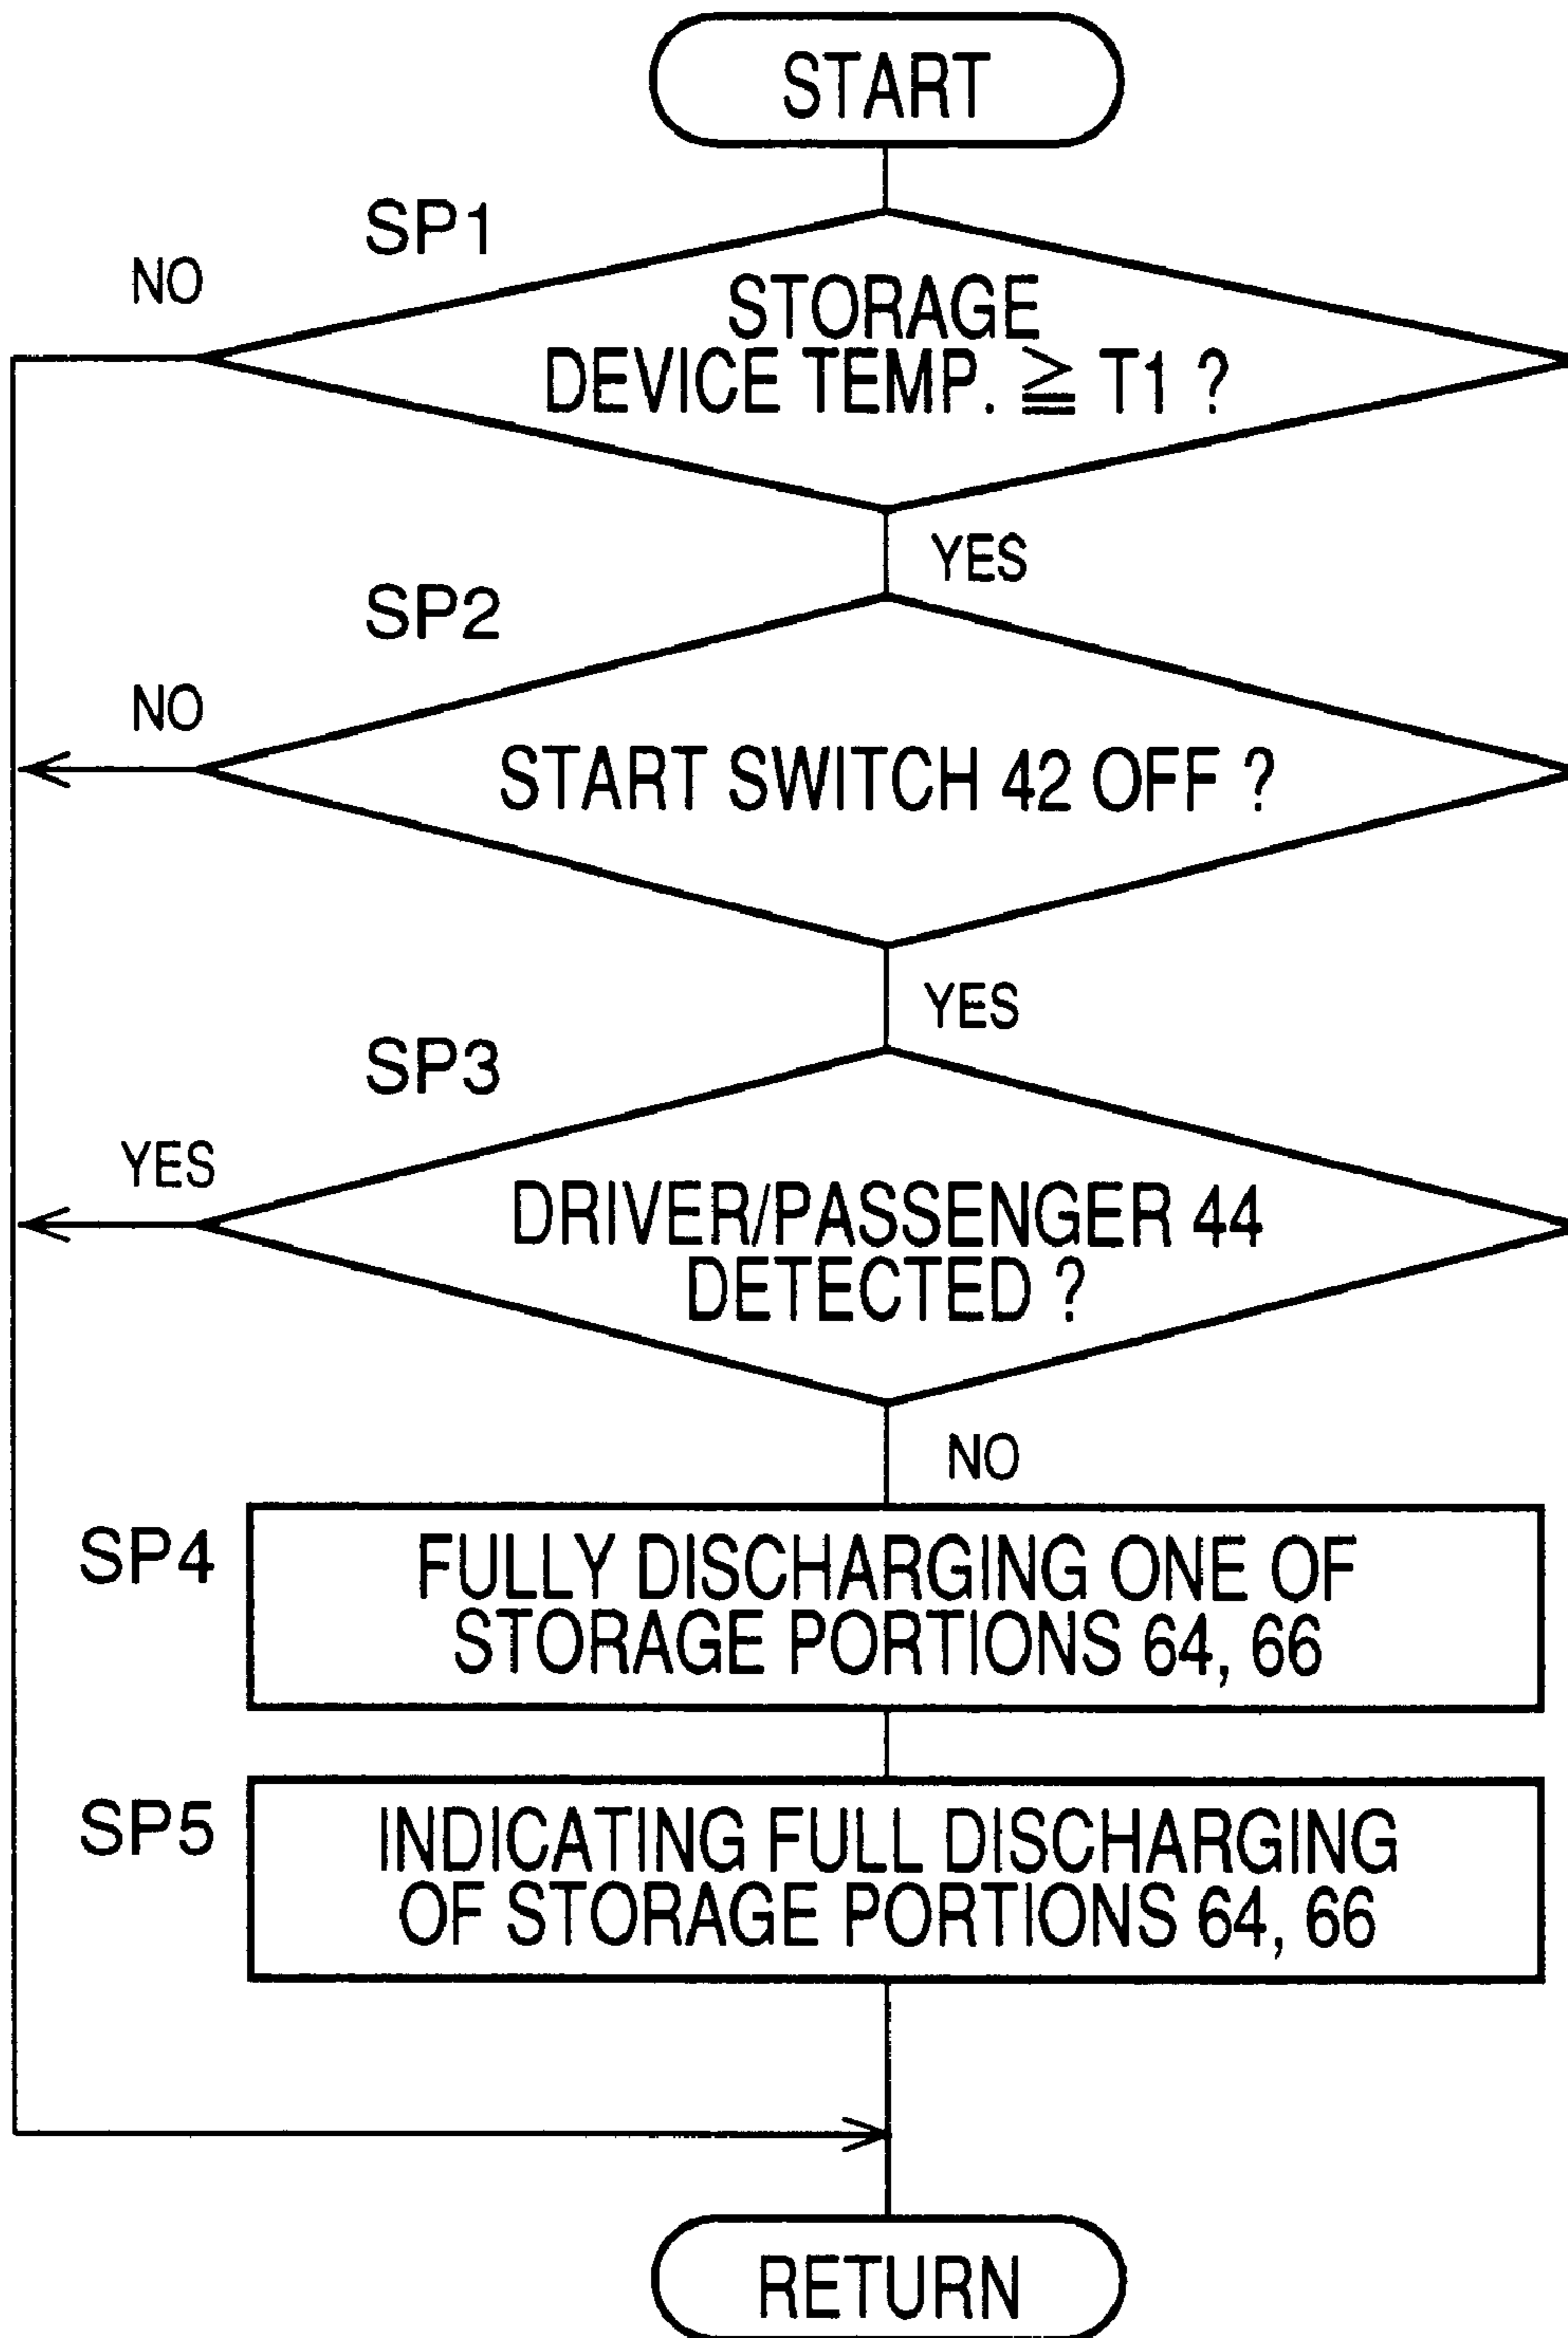 START
SP1
NO
STORAGE
DEVICE TEMP. ≧ T1 ?
YES
SP2
NO
START SWITCH 42 OFF ?
YES
SP3
YES
DRIVER/PASSENGER 44
DETECTED ?
NO
SP4
FULLY DISCHARGING ONE OF
STORAGE PORTIONS 64, 66
SP5
INDICATING FULL DISCHARGING
OF STORAGE PORTIONS 64, 66
RETURN